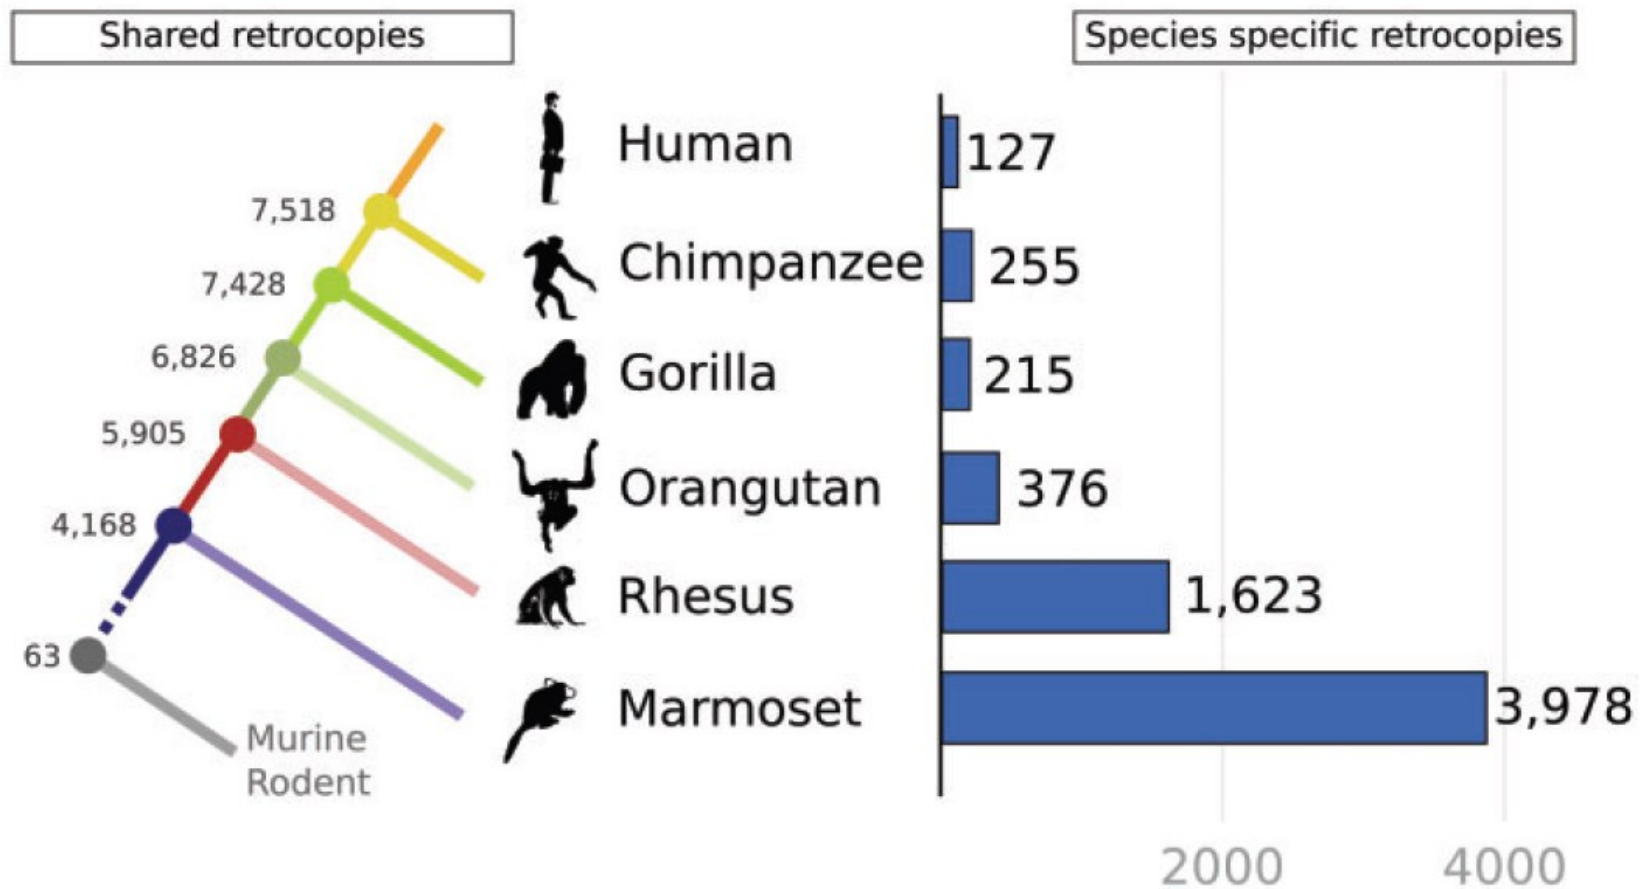 Shared retrocopies
Species specific retrocopies
Human
127
7,518
Chimpanzee
255
7,428
6,826
Gorilla
215
5,905
Orangutan
376
4,168
Rhesus
1,623
63
Marmoset
3,978
Murine
Rodent
2000
4000